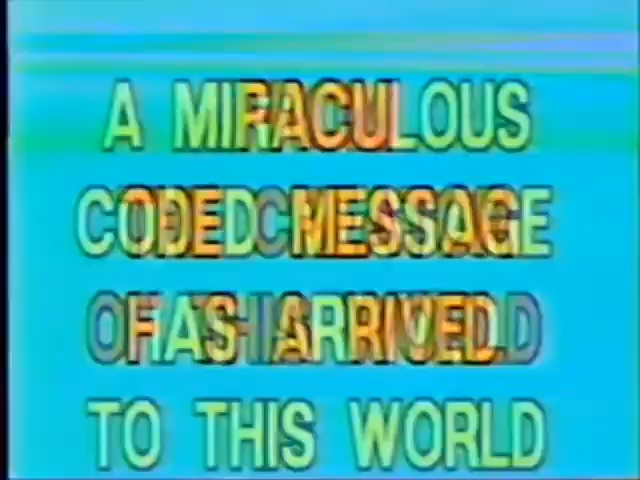 A MIRACULOUS
CODED MESSAGE
HAS ARRIVED
TO THIS WORLD